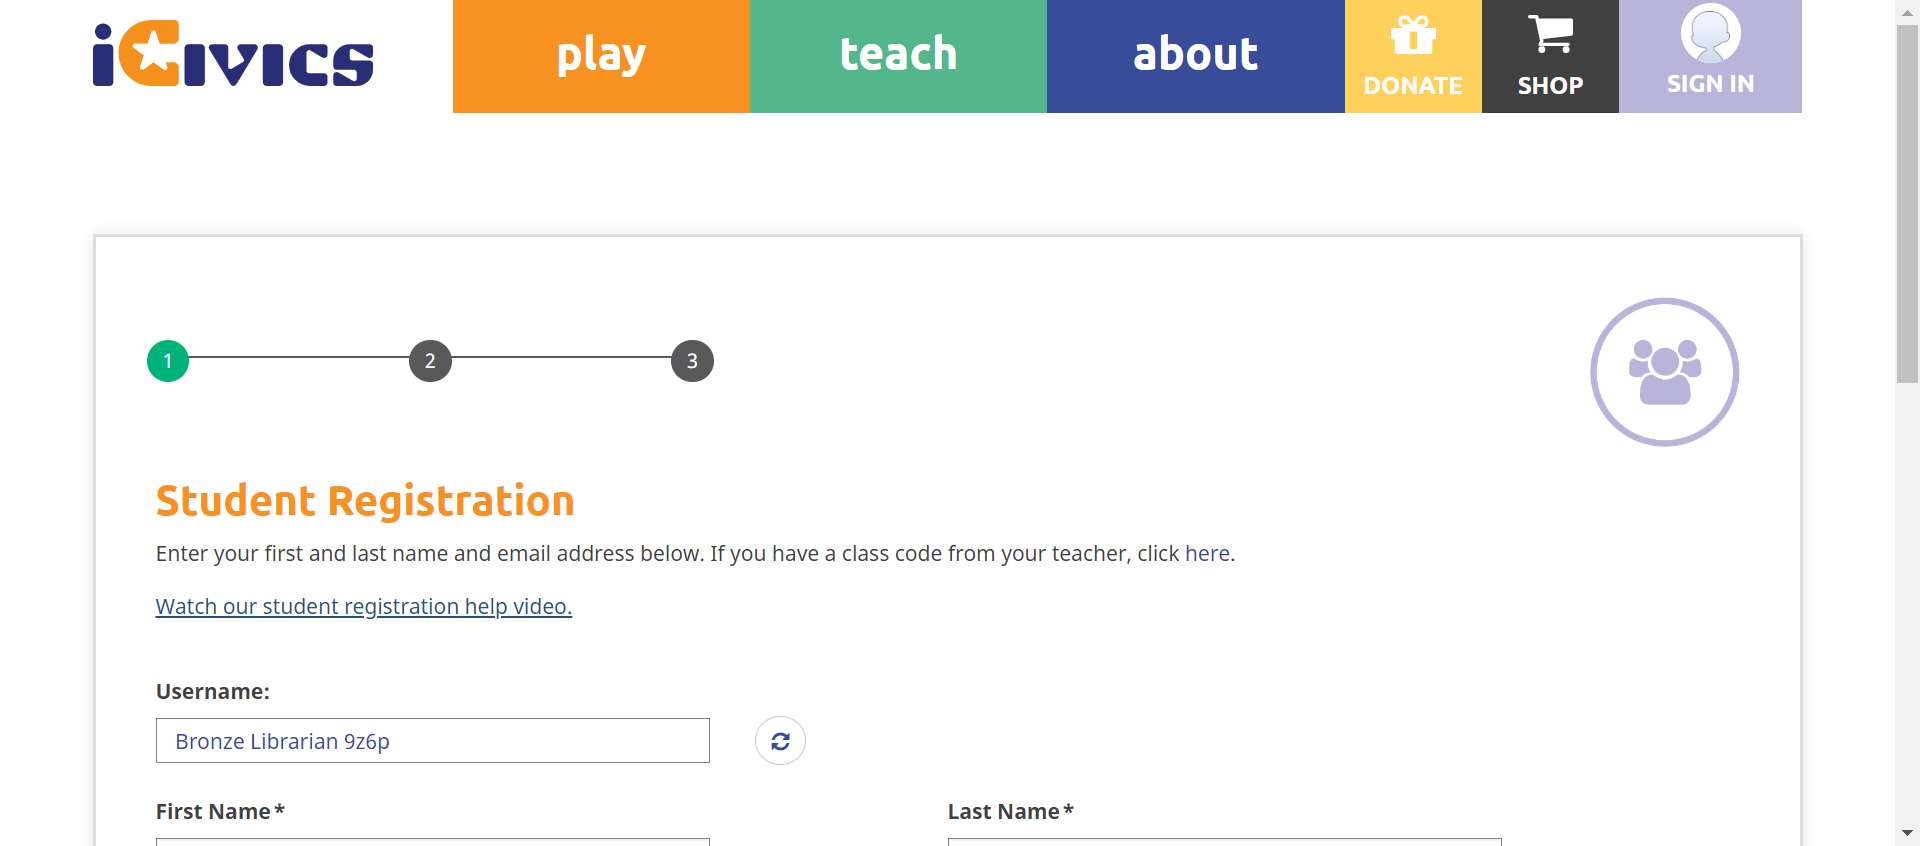 iCivics
play
teach
about
DONATE
SHOP
SIGN IN
1
2
3
Student Registration
Enter your first and last name and email address below. If you have a class code from your teacher, click here.
Watch our student registration help video.
Username:
Bronze Librarian 9z6p
First Name*
Last Name*